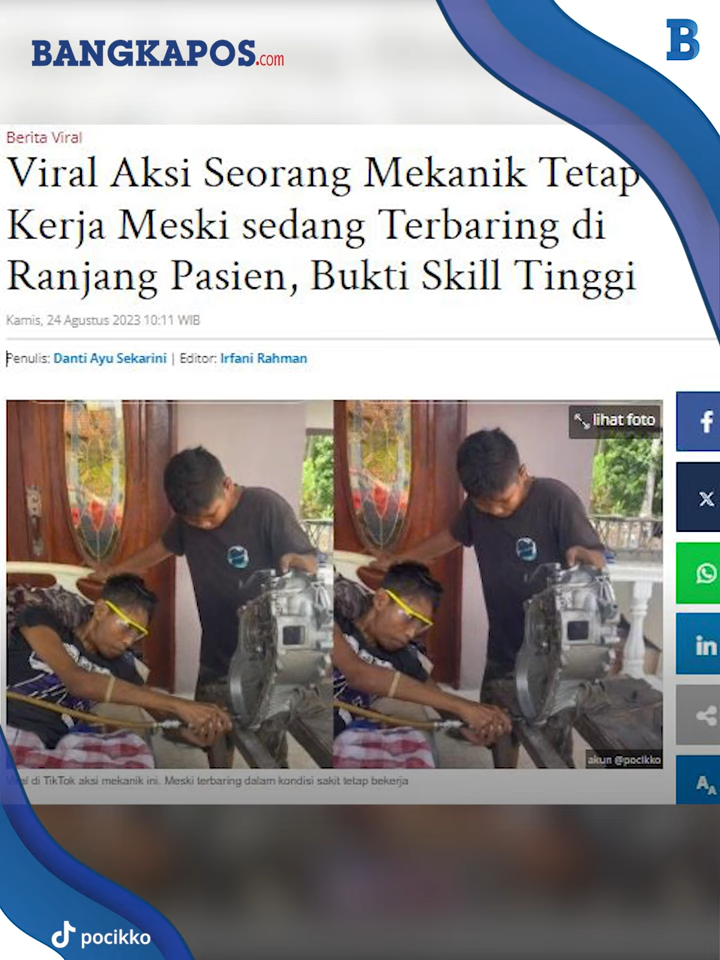 BANGKAPOS.com
B
Berita Viral
Viral Aksi Seorang Mekanik Tetap
Kerja Meski sedang Terbaring di
Ranjang Pasien, Bukti Skill Tinggi
Kamis, 24 Agustus 2023 10:11 WIB
Penulis: Danti Ayu Sekarini | Editor: Irfani Rahman
lihat foto
akun @pocikko
Viral di TikTok aksi mekanik ini. Meski terbaring dalam kondisi sakit tetap bekerja
AA
pocikko